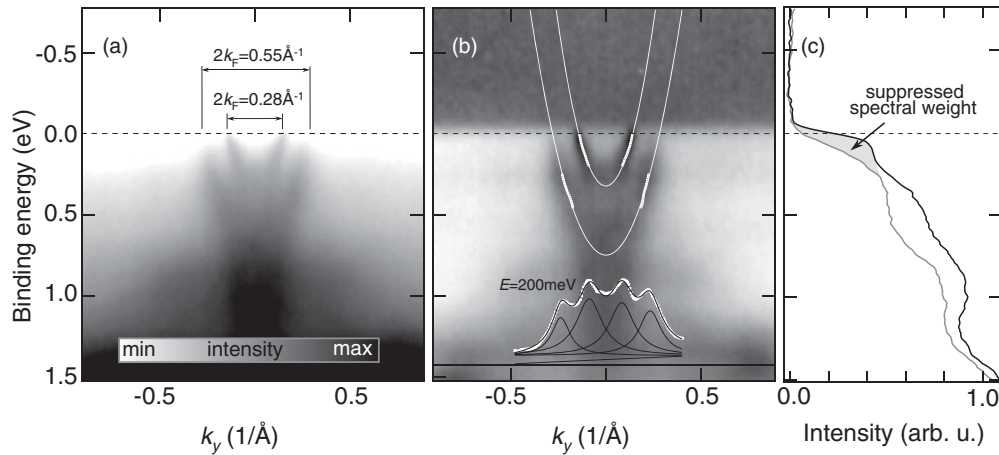 (a)
2kF=0.55Å-1
2kF=0.28Å-1
Binding energy (eV)
-0.5
0.0
0.5
1.0
1.5
min intensity max
-0.5 0.5
ky (1/Å)
(b)
E=200meV
-0.5 0.5
ky (1/Å)
(c)
suppressed
spectral weight
0.0 1.0
Intensity (arb. u.)